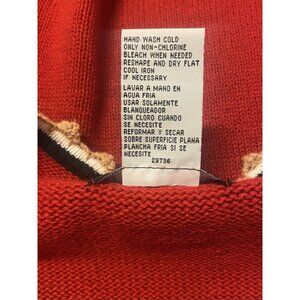 HAND WASH COLD
ONLY NON-CHLORINE
BLEACH WHEN NEEDED
RESHAPE AND DRY FLAT
COOL IRON
IF NECESSARY
LAVAR A MANO EN
AGUA FRIA
USAR SOLAMENTE
BLANQUEADOR
SIN CLORO CUANDO
SE NECESITE
REFORMAR Y SECAR
SOBRE SUPERFICIE PLANA
PLANCHA FRIA SI SE
NECESITE
29736